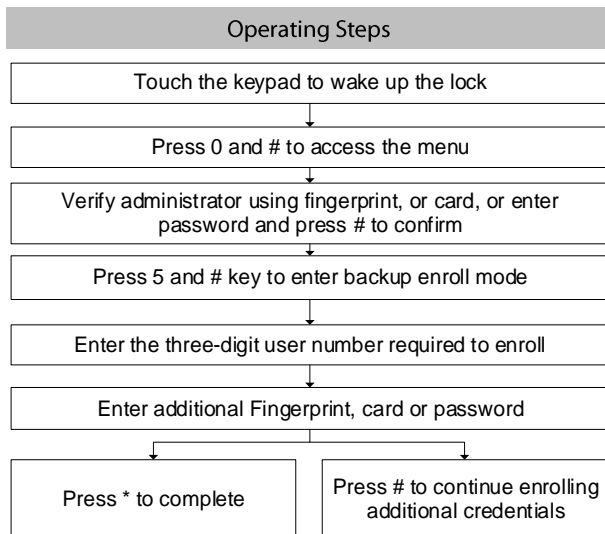 Operating Steps
Touch the keypad to wake up the lock
Press 0 and # to access the menu
Verify administrator using fingerprint, or card, or enter
password and press # to confirm
Press 5 and # key to enter backup enroll mode
Enter the three-digit user number required to enroll
Enter additional Fingerprint, card or password
Press * to complete
Press # to continue enrolling
additional credentials